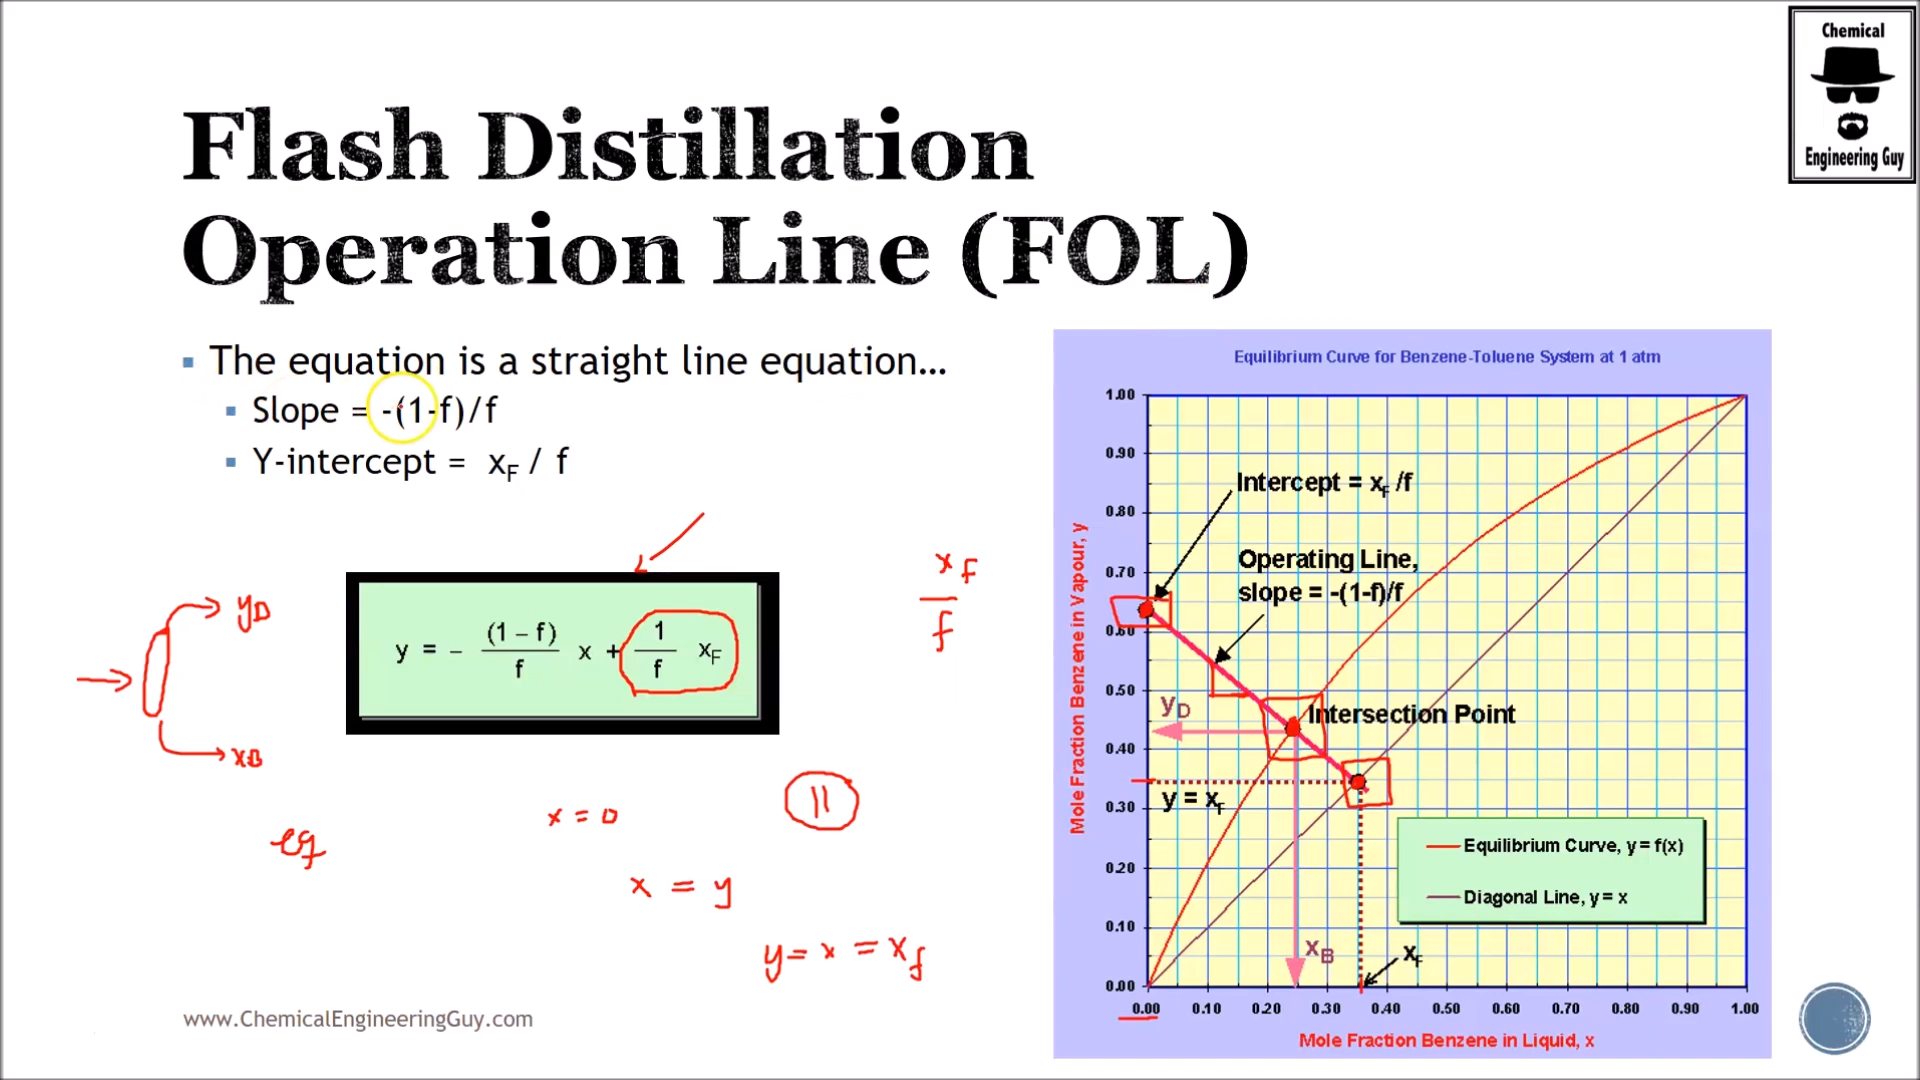 Chemical
Engineering Guy
Flash Distillation
Operation Line (FOL)
The equation is a straight line equation…
Slope = -(1-f)/f
Y-intercept = xF / f
y = - (1 - f) / f x + 1 / f xF
xF
f
yD
xB
eq
x = 0
11
x = y
y = x = xf
www.ChemicalEngineeringGuy.com
Equilibrium Curve for Benzene-Toluene System at 1 atm
Mole Fraction Benzene in Vapour, y
1.00
0.90
0.80
0.70
0.60
0.50
0.40
0.30
0.20
0.10
0.00
Intercept = xF /f
Operating Line,
slope = -(1-f)/f
Intersection Point
yD
y = xF
xB
xF
Equilibrium Curve, y = f(x)
Diagonal Line, y = x
0.00 0.10 0.20 0.30 0.40 0.50 0.60 0.70 0.80 0.90 1.00
Mole Fraction Benzene in Liquid, x